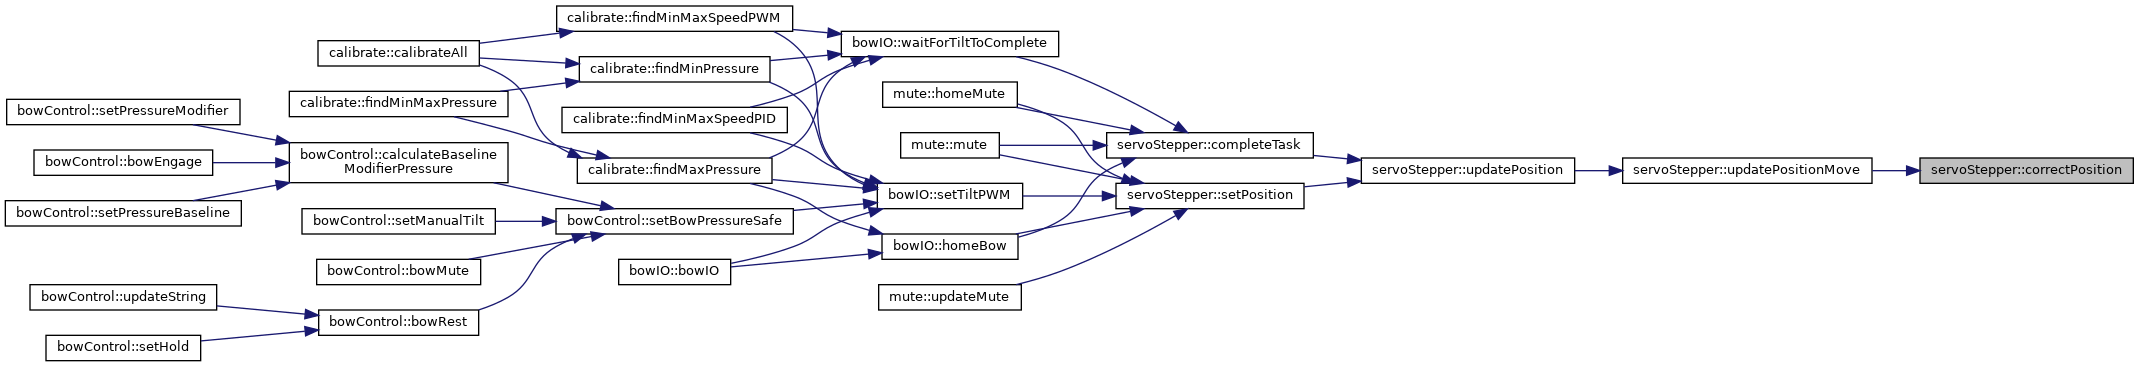 calibrate::findMinMaxSpeedPWM
bowIO::waitForTiltToComplete
calibrate::calibrateAll
calibrate::findMinPressure
mute::homeMute
calibrate::findMinMaxPressure
bowControl::setPressureModifier
calibrate::findMinMaxSpeedPID
mute::mute
servoStepper::completeTask
bowControl::calculateBaseline
ModifierPressure
bowControl::bowEngage
calibrate::findMaxPressure
servoStepper::updatePosition
servoStepper::updatePositionMove
servoStepper::correctPosition
bowIO::setTiltPWM
servoStepper::setPosition
bowControl::setPressureBaseline
bowControl::setManualTilt
bowControl::setBowPressureSafe
bowIO::homeBow
bowControl::bowMute
bowIO::bowIO
bowControl::updateString
mute::updateMute
bowControl::bowRest
bowControl::setHold